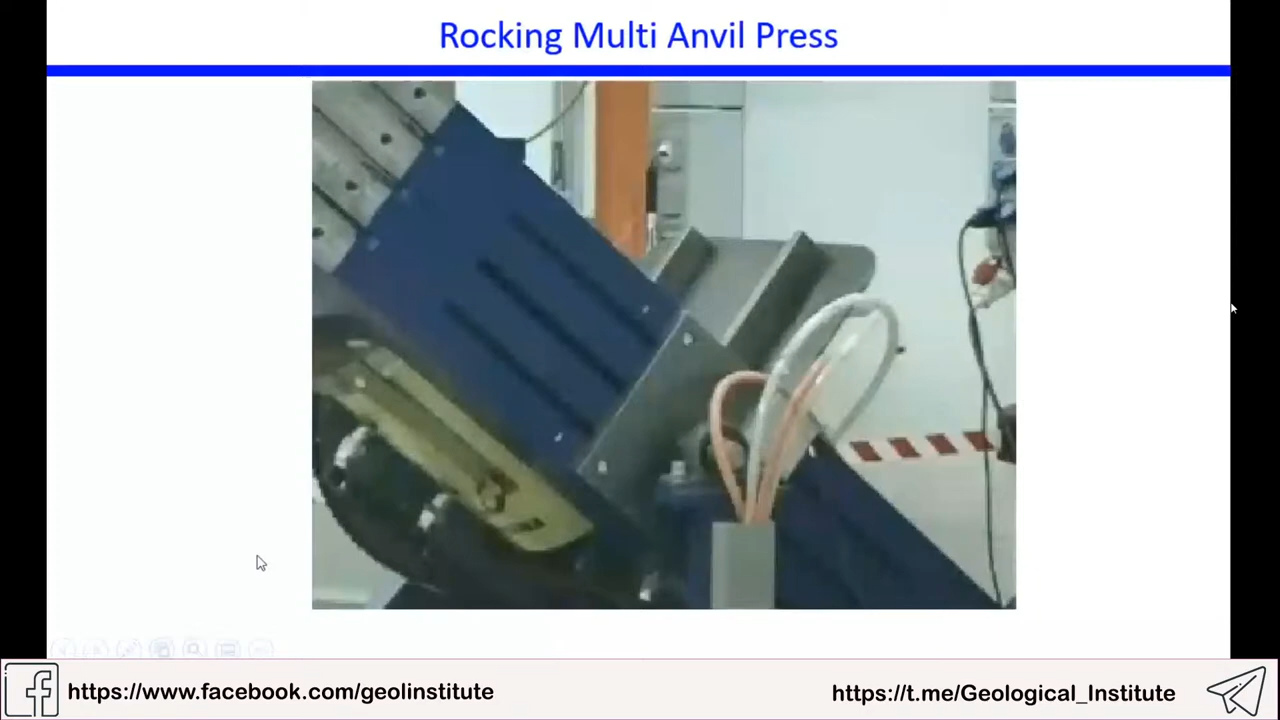 Rocking Multi Anvil Press
https://www.facebook.com/geolinstitute
https://t.me/Geological_Institute